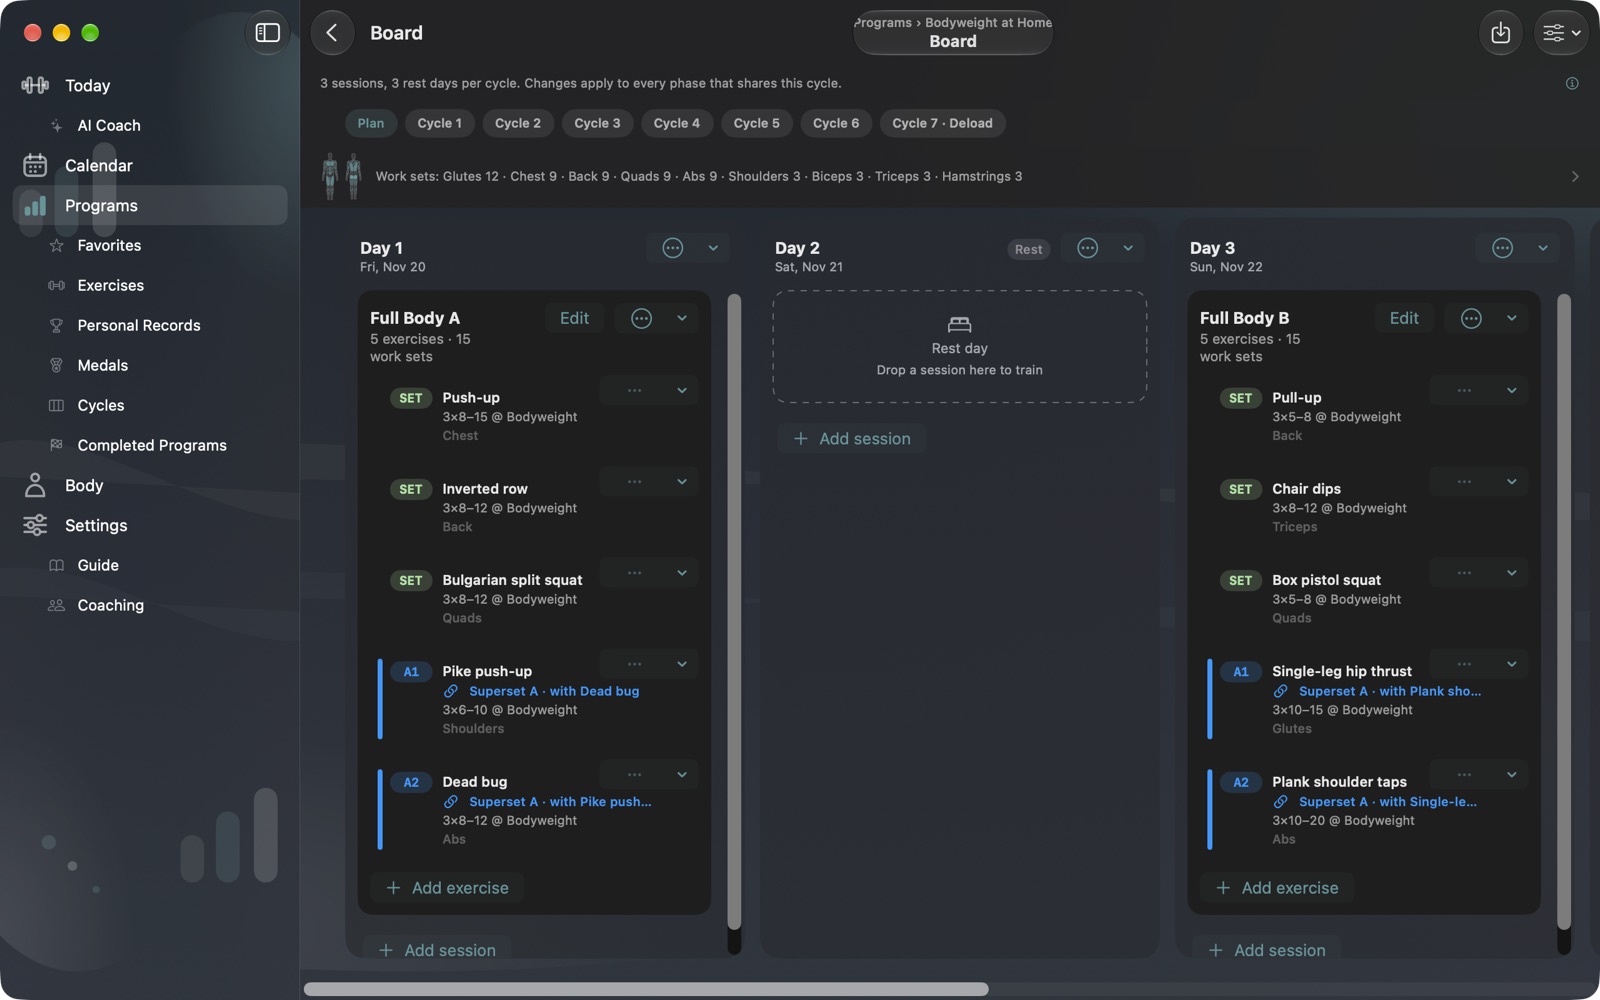 Today
AI Coach
Calendar
Programs
Favorites
Exercises
Personal Records
Medals
Cycles
Completed Programs
Body
Settings
Guide
Coaching
Board
Programs › Bodyweight at Home
Board
3 sessions, 3 rest days per cycle. Changes apply to every phase that shares this cycle.
Plan
Cycle 1
Cycle 2
Cycle 3
Cycle 4
Cycle 5
Cycle 6
Cycle 7 · Deload
Work sets: Glutes 12 · Chest 9 · Back 9 · Quads 9 · Abs 9 · Shoulders 3 · Biceps 3 · Triceps 3 · Hamstrings 3
Day 1
Fri, Nov 20
Full Body A
Edit
5 exercises · 15
work sets
SET
Push-up
3×8–15 @ Bodyweight
Chest
SET
Inverted row
3×8–12 @ Bodyweight
Back
SET
Bulgarian split squat
3×8–12 @ Bodyweight
Quads
A1
Pike push-up
Superset A · with Dead bug
3×6–10 @ Bodyweight
Shoulders
A2
Dead bug
Superset A · with Pike push...
3×8–12 @ Bodyweight
Abs
Add exercise
Add session
Day 2
Sat, Nov 21
Rest
Rest day
Drop a session here to train
Add session
Day 3
Sun, Nov 22
Full Body B
Edit
5 exercises · 15
work sets
SET
Pull-up
3×5–8 @ Bodyweight
Back
SET
Chair dips
3×8–12 @ Bodyweight
Triceps
SET
Box pistol squat
3×5–8 @ Bodyweight
Quads
A1
Single-leg hip thrust
Superset A · with Plank sho...
3×10–15 @ Bodyweight
Glutes
A2
Plank shoulder taps
Superset A · with Single-le...
3×10–20 @ Bodyweight
Abs
Add exercise
Add session